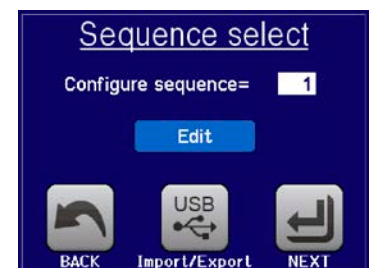 Sequence select
Configure sequence= 1
Edit
USB
BACK Import/Export NEXT